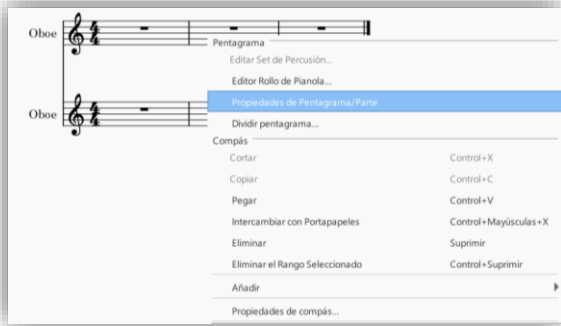 Oboe
Pentagrama
Editar Set de Percusión...
Editor Rollo de Pianola...
Propiedades de Pentagrama/Parte
Oboe
Dividir pentagrama...
Compás
Cortar Control+X
Copiar Control+C
Pegar Control+V
Intercambiar con Portapapeles Control+Mayúsculas+X
Eliminar Suprimir
Eliminar el Rango Seleccionado Control+Suprimir
Añadir
Propiedades de compás...